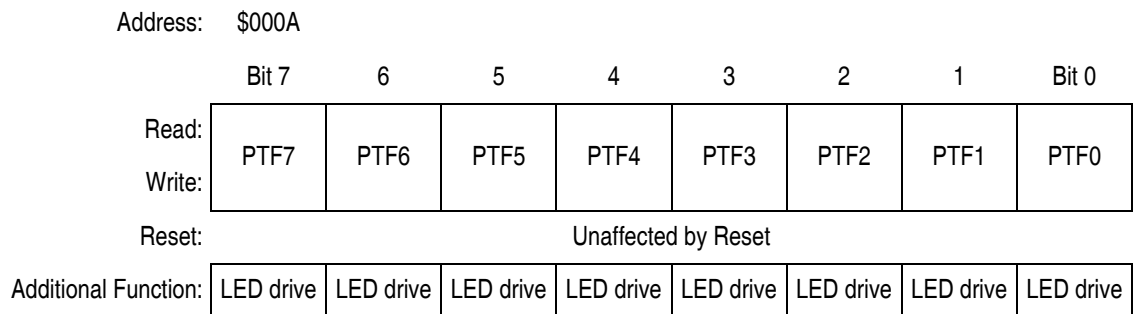 Address: $000A
Bit 7 6 5 4 3 2 1 Bit 0
Read:
PTF7 PTF6 PTF5 PTF4 PTF3 PTF2 PTF1 PTF0
Write:
Reset: Unaffected by Reset
Additional Function: LED drive LED drive LED drive LED drive LED drive LED drive LED drive LED drive